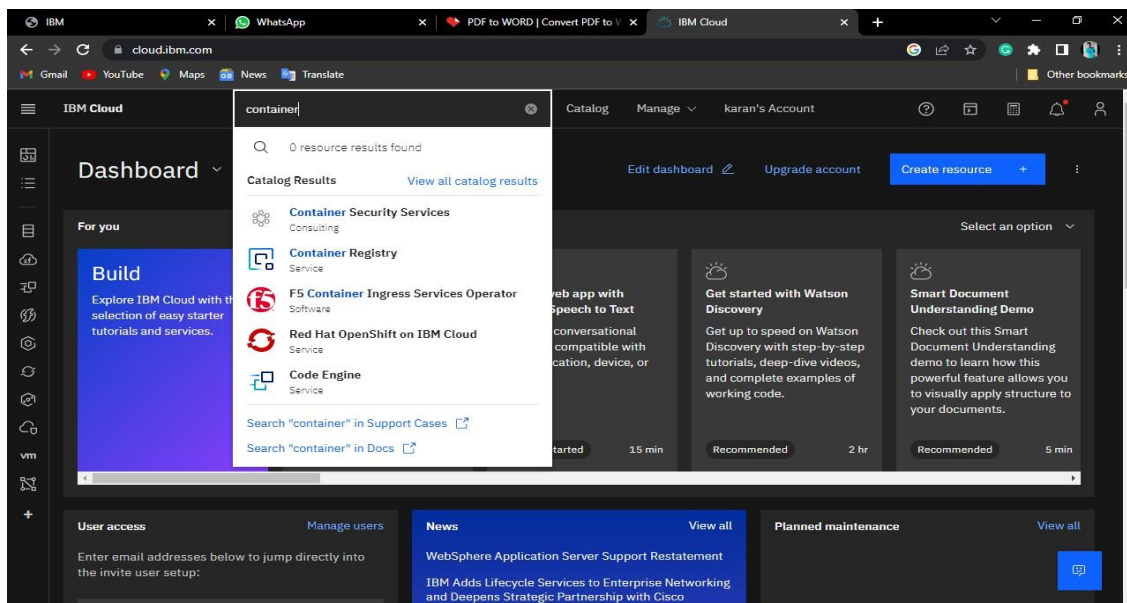 IBM
WhatsApp
PDF to WORD | Convert PDF to
IBM Cloud
cloud.ibm.com
Gmail
YouTube
Maps
News
Translate
Other bookmarks
IBM Cloud
container
Catalog
Manage
karan's Account
0 resource results found
Catalog Results
View all catalog results
Container Security Services
Consulting
Container Registry
Service
F5 Container Ingress Services Operator
Software
Red Hat OpenShift on IBM Cloud
Service
Code Engine
Service
Search "container" in Support Cases
Search "container" in Docs
Dashboard
Edit dashboard
Upgrade account
Create resource +
For you
Select an option
Build
Explore IBM Cloud with
selection of easy starter
tutorials and services.
app with
Speech to Text
conversational
compatible with
device, or
15 min
Get started with Watson
Discovery
Get up to speed on Watson
Discovery with step-by-step
tutorials, deep-dive videos,
and complete examples of
working code.
Recommended
2 hr
Smart Document
Understanding Demo
Check out this Smart
Document Understanding
demo to learn how this
powerful feature allows you
to visually apply structure to
your documents.
Recommended
5 min
vm
User access
Manage users
Enter email addresses below to jump directly into
the invite user setup:
News
View all
WebSphere Application Server Support Restatement
IBM Adds Lifecycle Services to Enterprise Networking
and Deepens Strategic Partnership with Cisco
Planned maintenance
View all